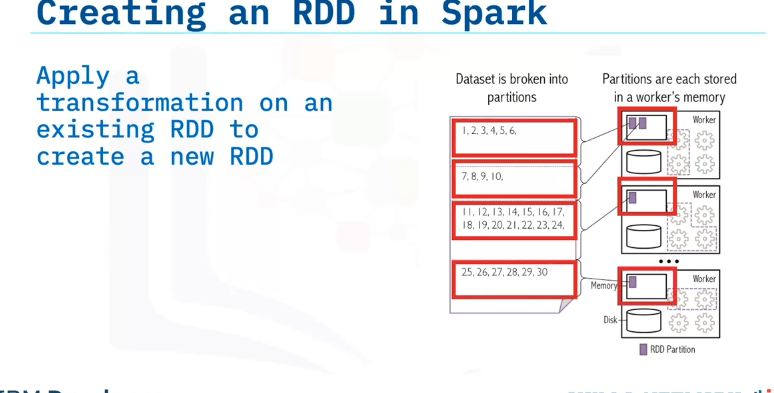 Creating an RDD in Spark
Apply a
transformation on an
existing RDD to
create a new RDD
Dataset is broken into
partitions
Partitions are each stored
in a worker's memory
1, 2, 3, 4, 5, 6,
7, 8, 9, 10,
11, 12, 13, 14, 15, 16, 17,
18, 19, 20, 21, 22, 23, 24,
25, 26, 27, 28, 29, 30
Worker
Worker
...
Worker
Memory
Disk
RDD Partition